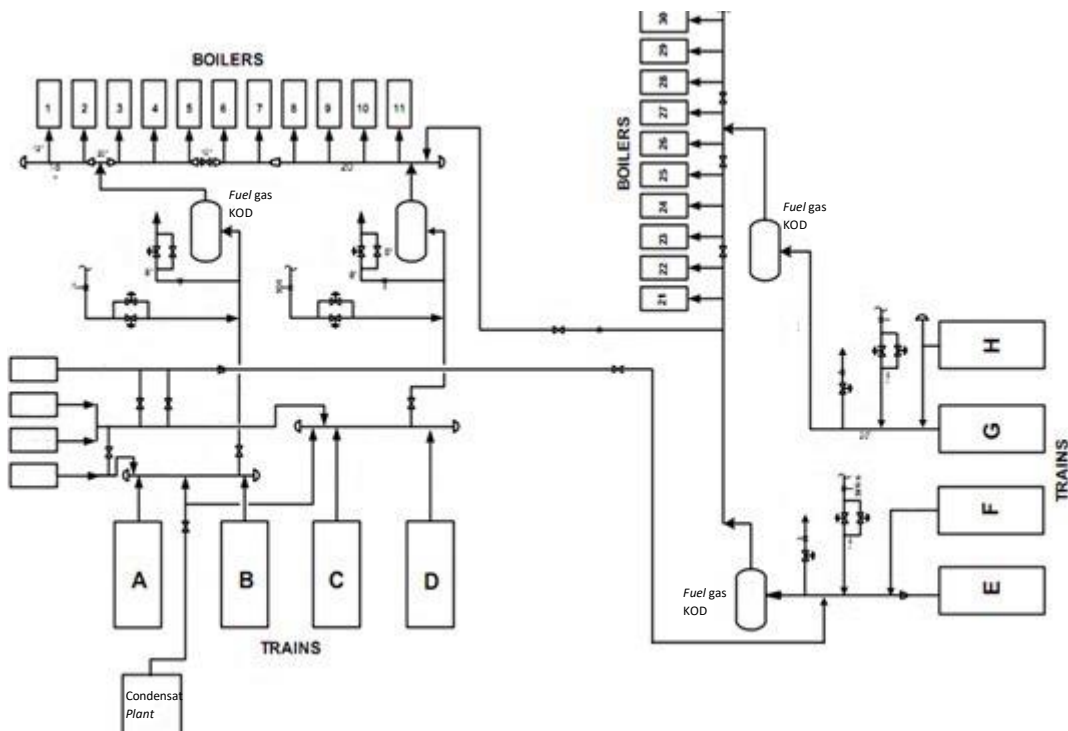 BOILERS
1 2 3 4 5 6 7 8 9 10 11
Fuel gas
KOD
BOILERS
30
29
28
27
26
25
24
23
22
21
Fuel gas
KOD
H
G
F
E
TRAINS
Fuel gas
KOD
A B C D
TRAINS
Condensat
Plant